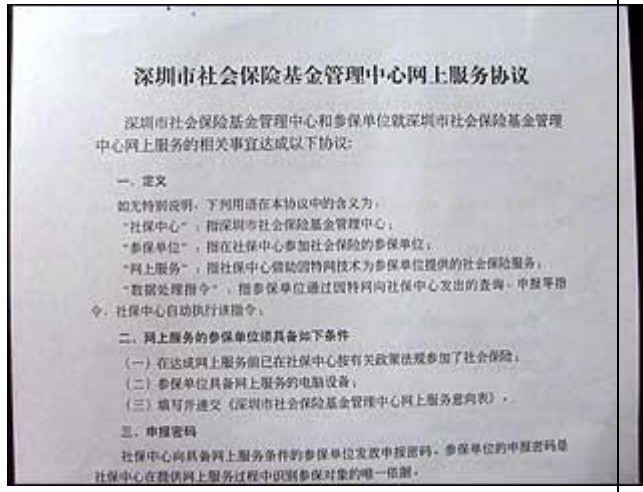 深圳市社会保险基金管理中心网上服务协议
深圳市社会保险基金管理中心和参保单位就深圳市社会保险基金管理
中心网上服务的相关事宜达成以下协议:
一、定义
如无特别说明，下列用语在本协议中的含义为：
“社保中心”：指深圳市社会保险基金管理中心；
“参保单位”：指在社保中心参加社会保险的参保单位；
“网上服务”：指社保中心借助因特网技术为参保单位提供的社会保险服务；
“数据处理指令”：指参保单位通过因特网向社保中心发出的查询、申报等指
令，社保中心自动执行该指令。
二、网上服务的参保单位须具备如下条件
（一）在达成网上服务前已在社保中心按有关政策法规参加了社会保险；
（二）参保单位具备网上服务的电脑设备；
（三）填写并递交《深圳市社会保险基金管理中心网上服务意向表》。
三、申报密码
社保中心向具备网上服务条件的参保单位发放申报密码。参保单位的申报密码是
社保中心在提供网上服务过程中识别参保对象的唯一依据。